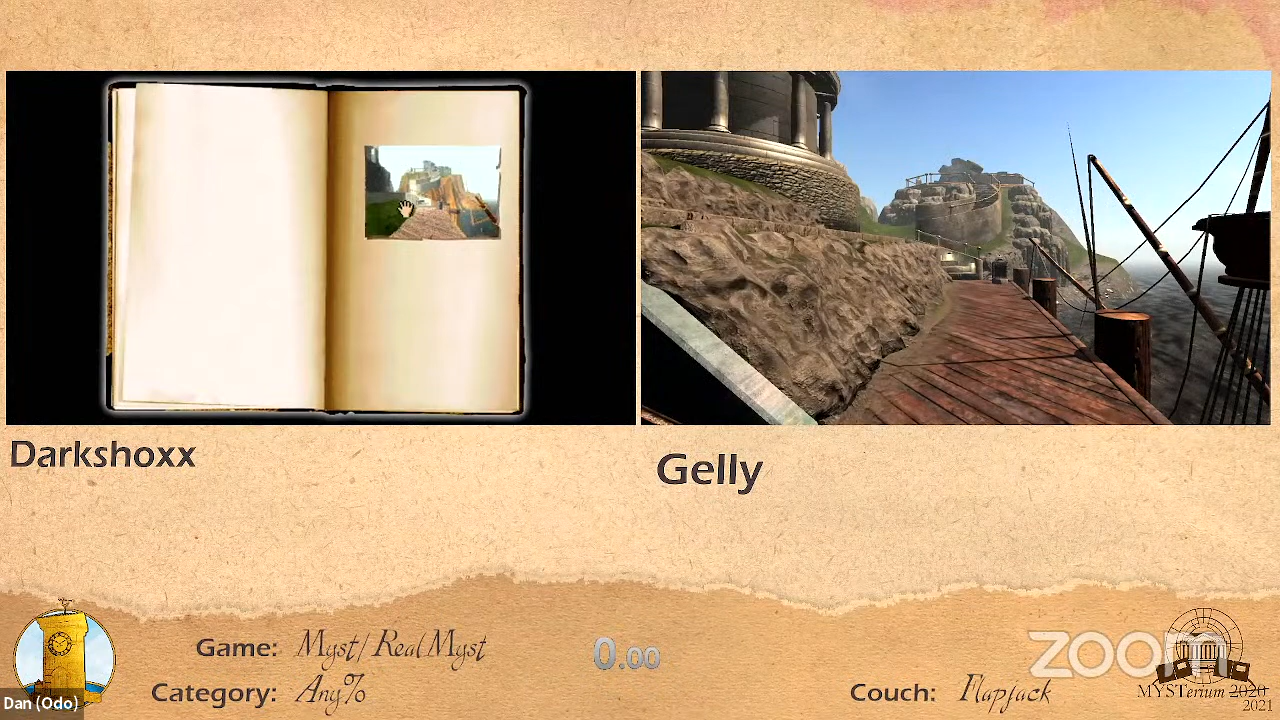 Darkshoxx
Gelly
Game: Myst/RealMyst
0.00
Category: Any%
Couch: Flapjack
zoom
MYSTerium 2020
2021
Dan (Odo)